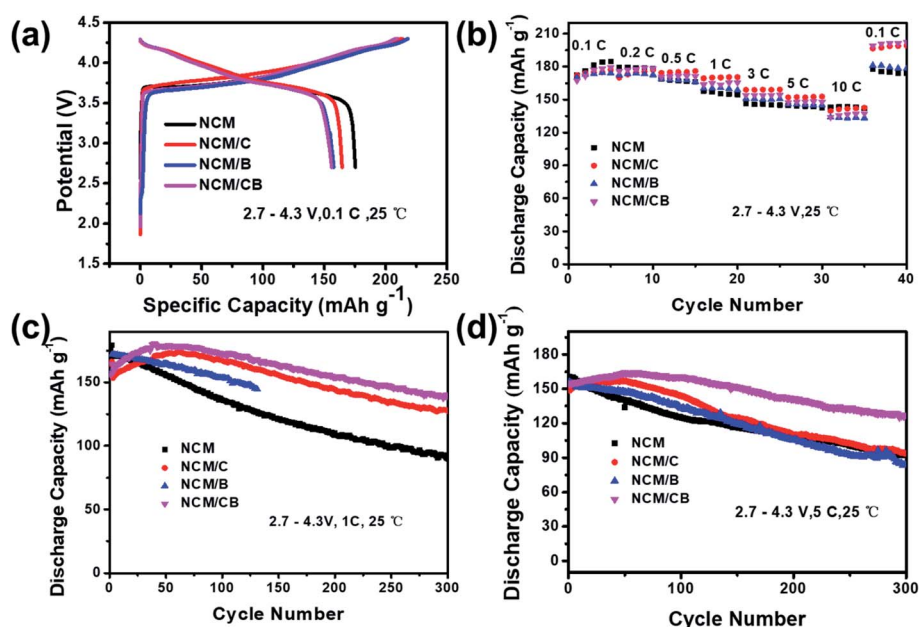 (a)
4.5
4.0
3.5
3.0
2.5
2.0
1.5
Potential (V)
NCM
NCM/C
NCM/B
NCM/CB
2.7 - 4.3 V,0.1 C ,25 ℃
0 50 100 150 200 250
Specific Capacity (mAh g⁻¹)
(b)
210
180
150
120
90
60
30
0
Discharge Capacity (mAh g⁻¹)
0.1 C 0.2 C 0.5 C 1 C 3 C 5 C 10 C 0.1 C
NCM
NCM/C
NCM/B
NCM/CB
2.7 - 4.3 V,25 ℃
0 10 20 30 40
Cycle Number
(c)
150
100
50
0
Discharge Capacity (mAh g⁻¹)
NCM
NCM/C
NCM/B
NCM/CB
2.7 - 4.3V, 1C, 25 ℃
0 50 100 150 200 250 300
Cycle Number
(d)
180
150
120
90
60
30
0
Discharge Capacity (mAh g⁻¹)
NCM
NCM/C
NCM/B
NCM/CB
2.7 - 4.3 V,5 C,25 ℃
0 100 200 300
Cycle Number